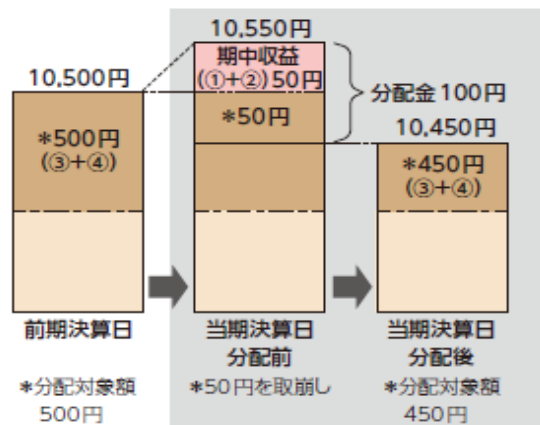 10,550円
期中収益
(①+②)50円
10,500円
分配金100円
*50円
10,450円
*500円
(③+④)
*450円
(③+④)
前期決算日
当期決算日
分配前
当期決算日
分配後
*分配対象額
500円
*50円を取崩し
*分配対象額
450円